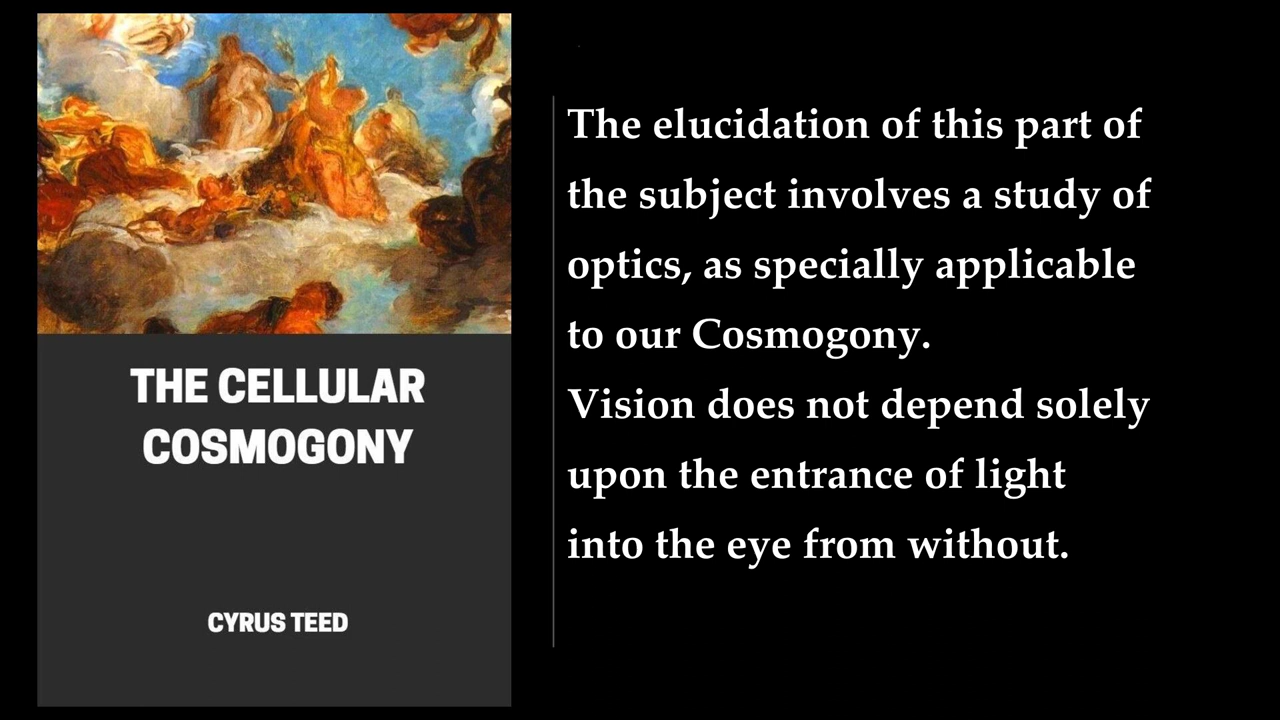 THE CELLULAR
COSMOGONY
CYRUS TEED
The elucidation of this part of
the subject involves a study of
optics, as specially applicable
to our Cosmogony.
Vision does not depend solely
upon the entrance of light
into the eye from without.